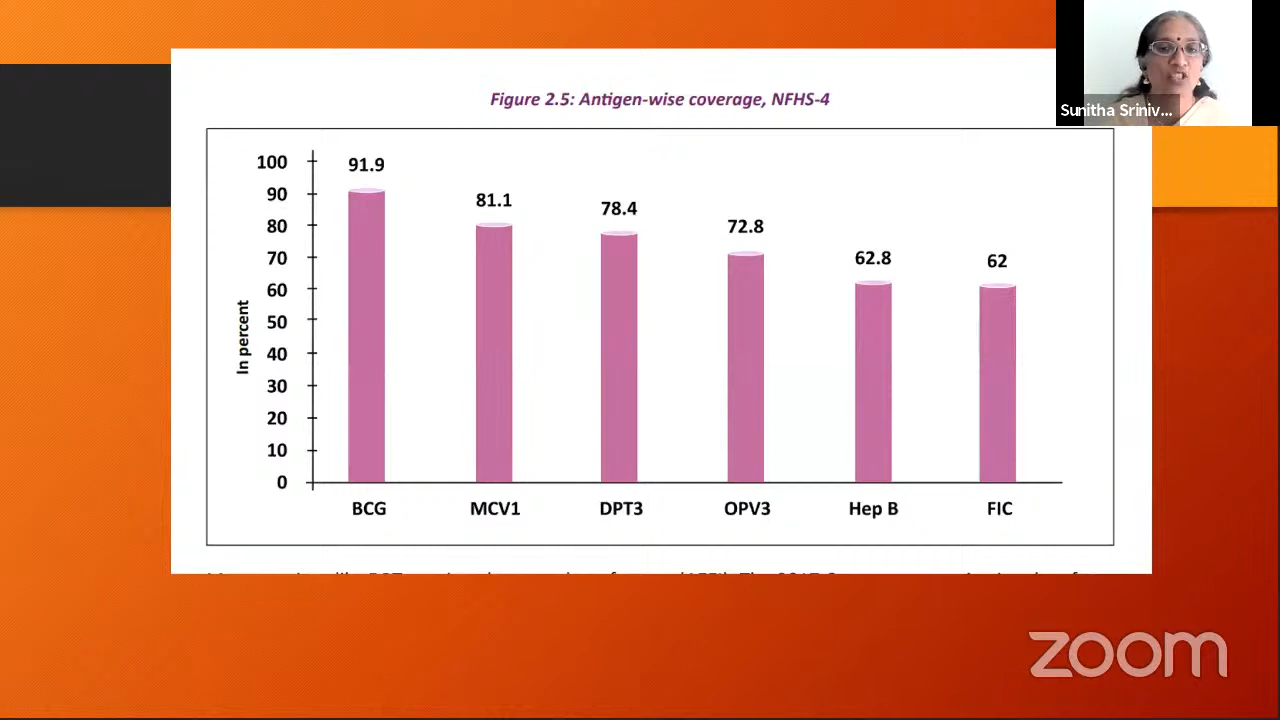 Figure 2.5: Antigen-wise coverage, NFHS-4
Sunitha Sriniv...
In percent
100
90
80
70
60
50
40
30
20
10
0
91.9
81.1
78.4
72.8
62.8
62
BCG
MCV1
DPT3
OPV3
Hep B
FIC
zoom